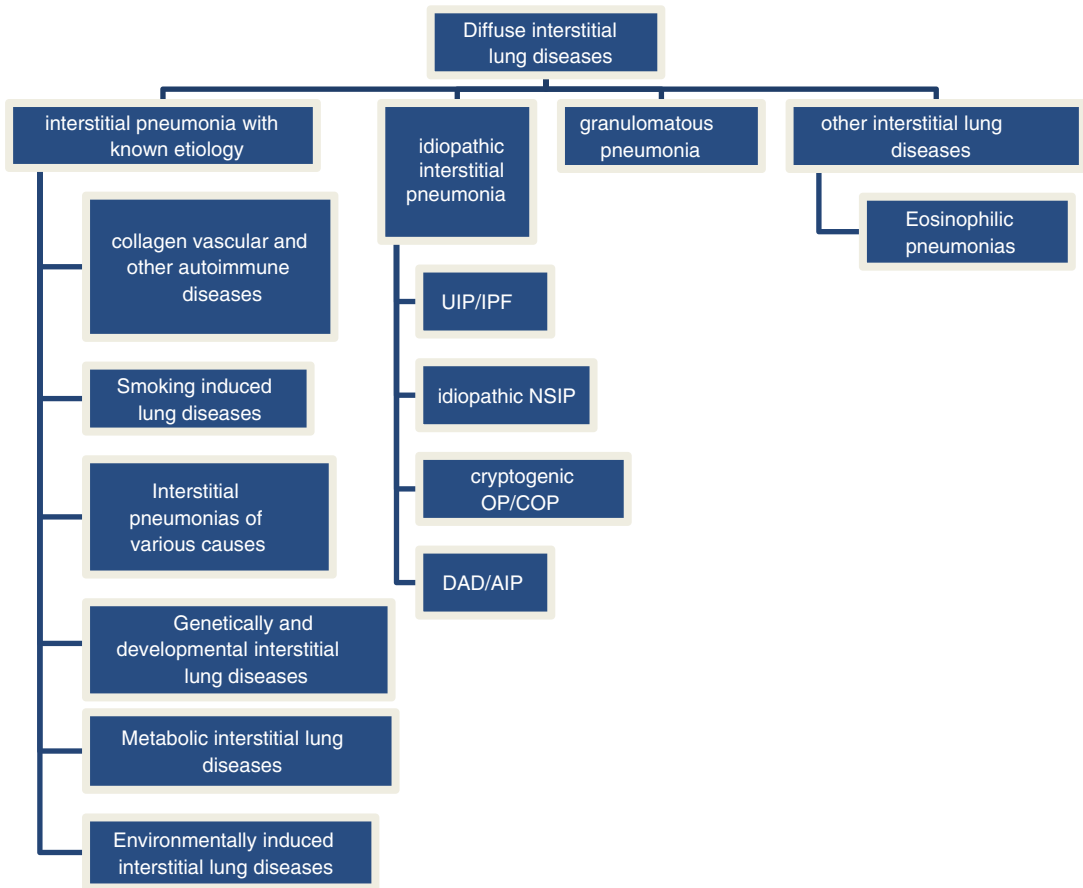 Diffuse interstitial
lung diseases
interstitial pneumonia with
known etiology
collagen vascular and
other autoimmune
diseases
Smoking induced
lung diseases
Interstitial
pneumonias of
various causes
Genetically and
developmental interstitial
lung diseases
Metabolic interstitial lung
diseases
Environmentally induced
interstitial lung diseases
idiopathic
interstitial
pneumonia
UIP/IPF
idiopathic NSIP
cryptogenic
OP/COP
DAD/AIP
granulomatous
pneumonia
other interstitial lung
diseases
Eosinophilic
pneumonias